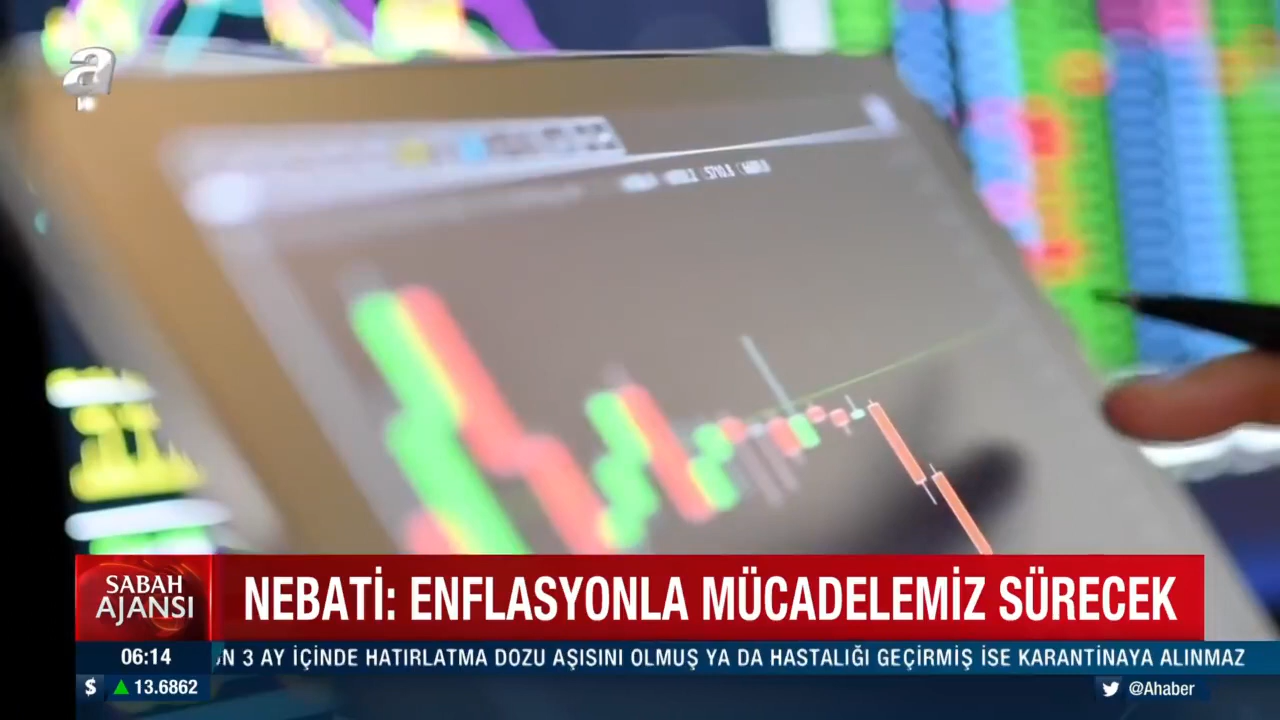 a
SABAH
AJANSI
NEBATİ: ENFLASYONLA MÜCADELEMİZ SÜRECEK
06:14
3 AY İÇİNDE HATIRLATMA DOZU AŞISINI OLMUŞ YA DA HASTALIĞI GEÇİRMİŞ İSE KARANTİNAYA ALINMAZ
$ ▲ 13.6862
@Ahaber